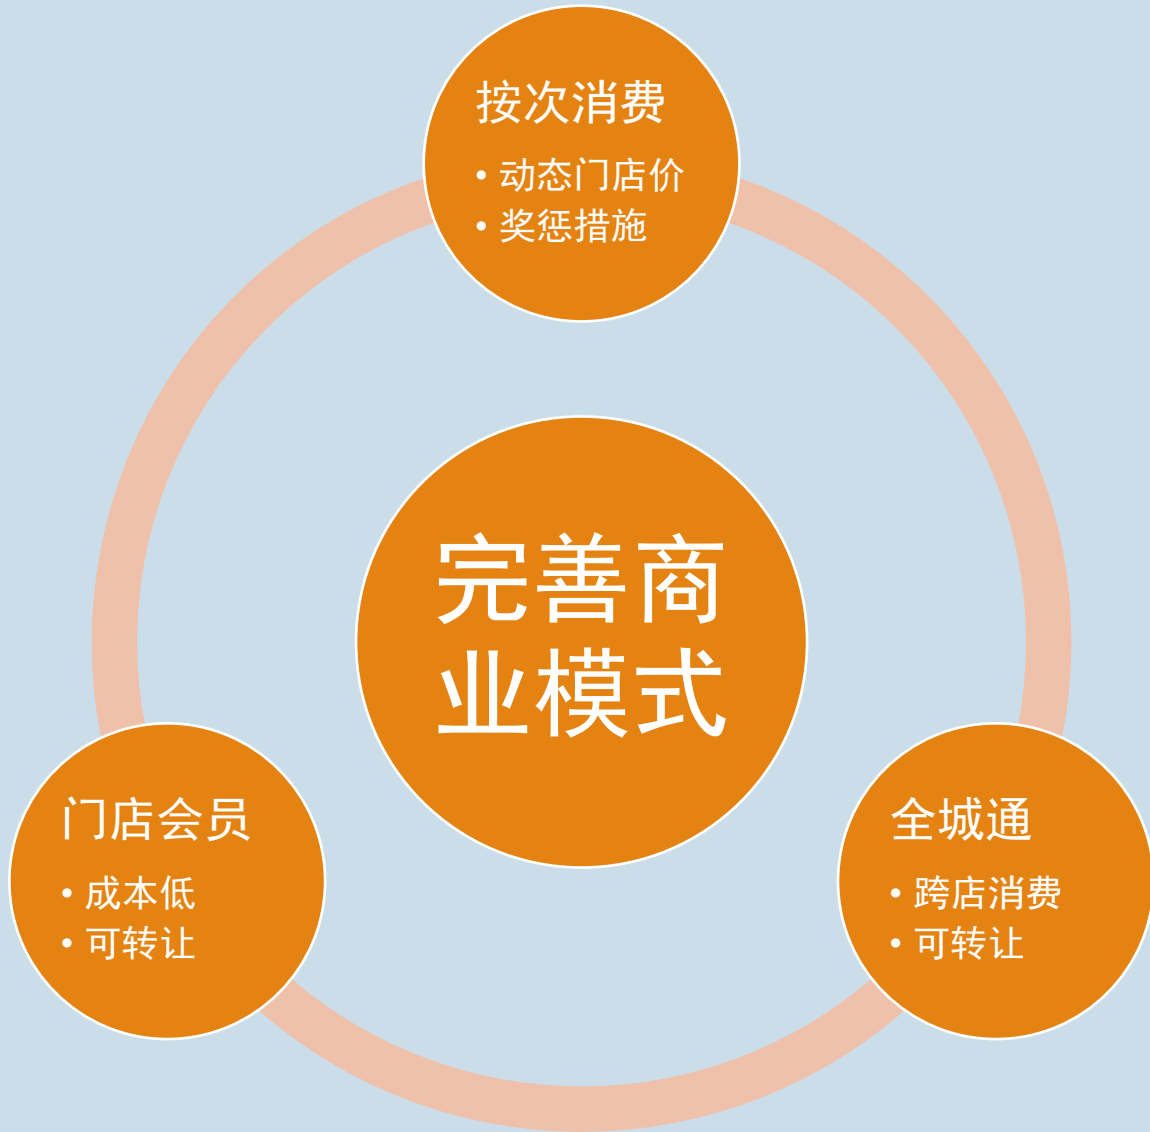 按次消费
• 动态门店价
• 奖惩措施
完善商
业模式
门店会员
• 成本低
• 可转让
全城通
• 跨店消费
• 可转让